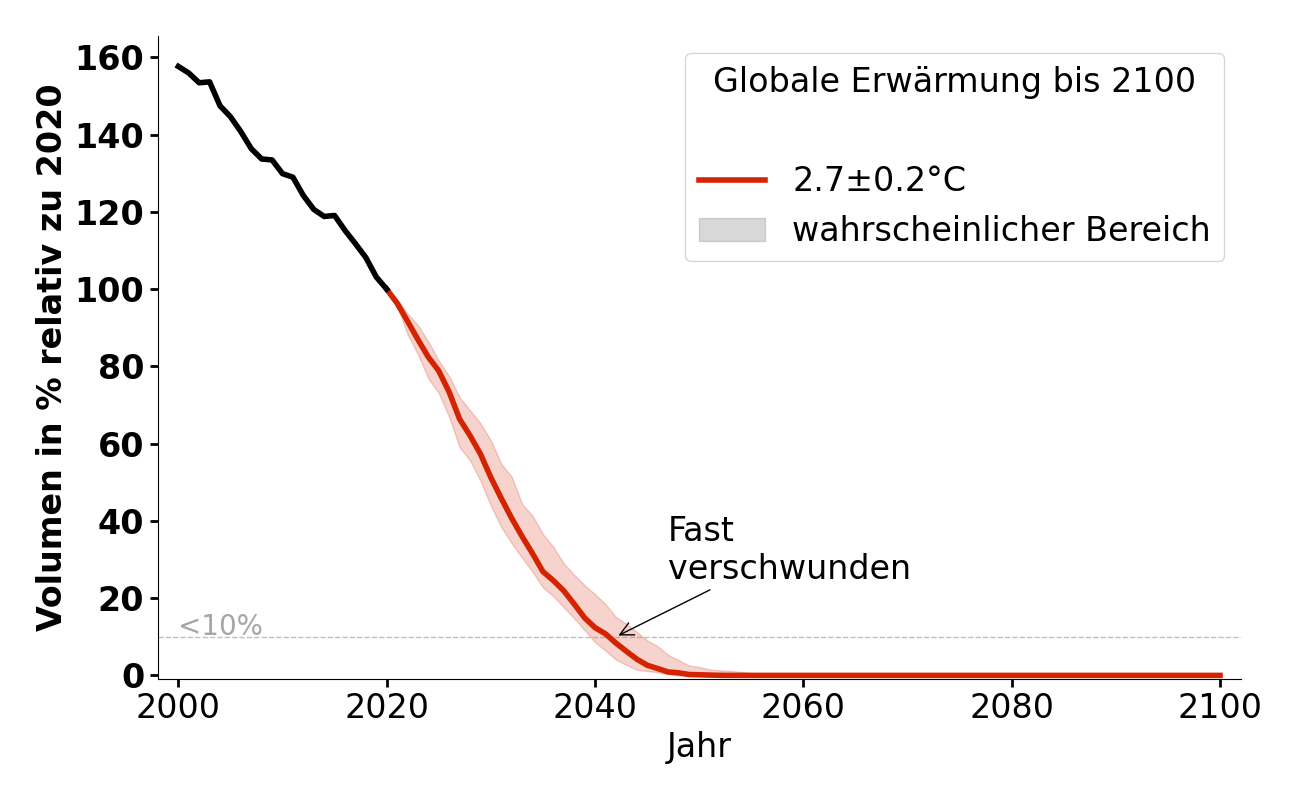 Volumen in % relativ zu 2020
160
140
120
100
80
60
40
20
0
Globale Erwärmung bis 2100
2.7±0.2°C
wahrscheinlicher Bereich
Fast
verschwunden
<10%
2000 2020 2040 2060 2080 2100
Jahr